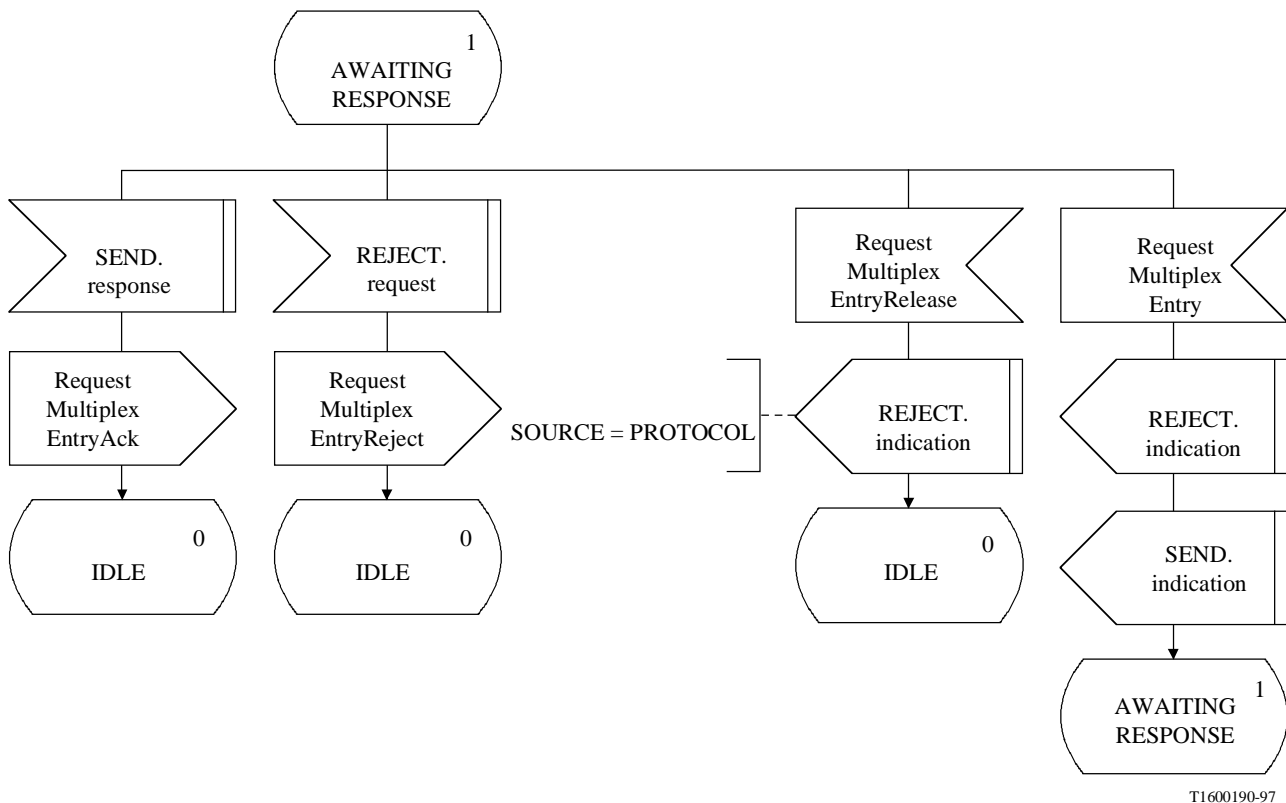 1
AWAITING
RESPONSE
SEND.
response
REJECT.
request
Request
Multiplex
EntryRelease
Request
Multiplex
Entry
Request
Multiplex
EntryAck
Request
Multiplex
EntryReject
SOURCE = PROTOCOL
REJECT.
indication
REJECT.
indication
0
IDLE
0
IDLE
0
IDLE
SEND.
indication
1
AWAITING
RESPONSE
T1600190-97